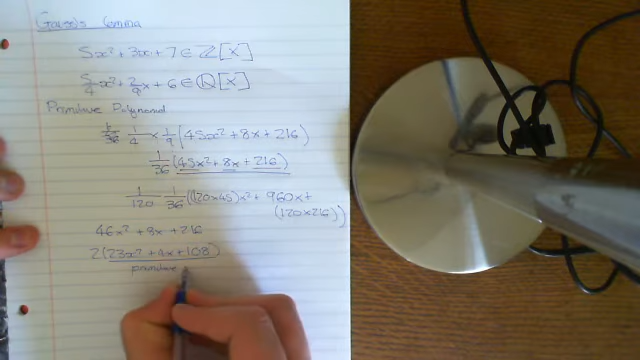 Gauss's Lemma
5x² + 3x + 7 ∈ ℤ[x]
5/4x² + 2/9x + 6 ∈ ℚ[x]
Primitive Polynomial
1/36 1/4 × 1/9 (45x² + 8x + 216)
1/36 (45x² + 8x + 216)
1/120 1/36 ((120×45)x² + 960x +
(120×216))
46x² + 8x + 216
2(23x² + 4x + 108)
primitive